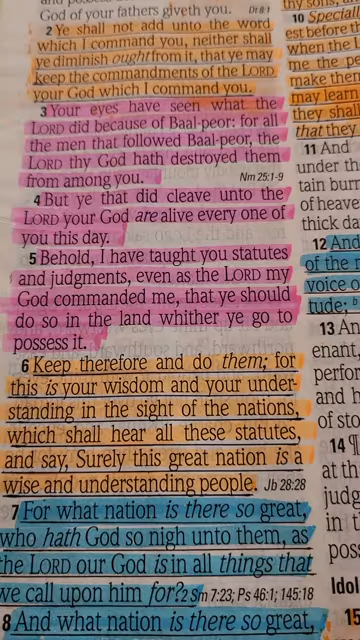 God of your fathers giveth you. Dt 8:1
2 Ye shall not add unto the word
which I command you, neither shall
ye diminish ought from it, that ye may
keep the commandments of the LORD
your God which I command you.
3 Your eyes have seen what the
LORD did because of Baal-peor: for all
the men that followed Baal-peor, the
LORD thy God hath destroyed them
from among you. Nm 25:1-9
4 But ye that did cleave unto the
LORD your God are alive every one of
you this day.
5 Behold, I have taught you statutes
and judgments, even as the LORD my
God commanded me, that ye should
do so in the land whither ye go to
possess it.
6 Keep therefore and do them; for
this is your wisdom and your under-
standing in the sight of the nations,
which shall hear all these statutes,
and say, Surely this great nation is a
wise and understanding people. Jb 28:28
7 For what nation is there so great,
who hath God so nigh unto them, as
the LORD our God is in all things that
we call upon him for? 2 Sm 7:23; Ps 46:1; 145:18
8 And what nation is there so great,
thy sons,
10 Special
est before t
when the
me the pe
make then
may learn
they shall
that they
11 And
under th
tain burn
of heave
thick da
12 And
of the
voice o
tude;
13 An
enant,
perfor
and h
of sto
14 ¶
at th
judg
in
poss
Idol
15